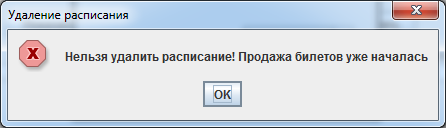 Удаление расписания
Нельзя удалить расписание! Продажа билетов уже началась
OK